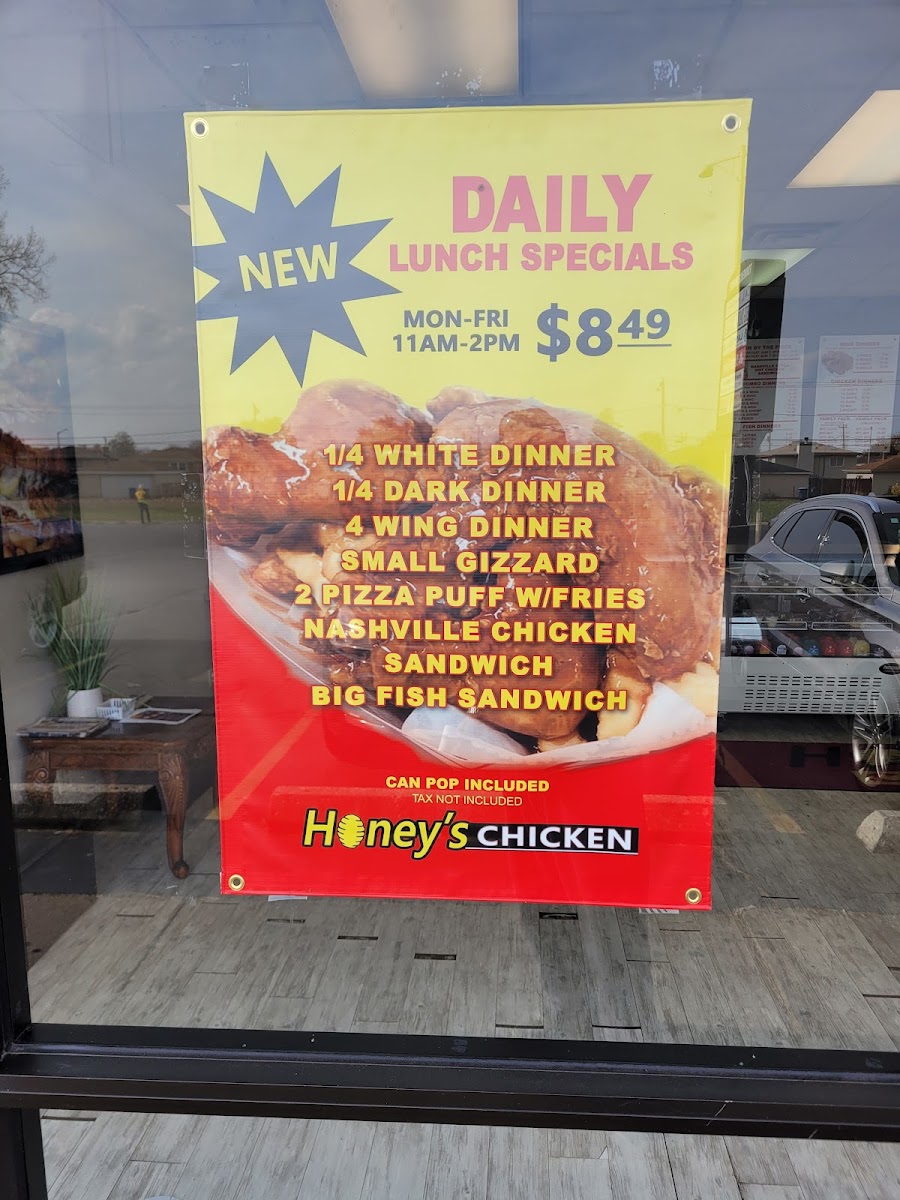 NEW
DAILY
LUNCH SPECIALS
MON-FRI
11AM-2PM
$8 49
1/4 WHITE DINNER
1/4 DARK DINNER
4 WING DINNER
SMALL GIZZARD
2 PIZZA PUFF W/FRIES
NASHVILLE CHICKEN
SANDWICH
BIG FISH SANDWICH
CAN POP INCLUDED
TAX NOT INCLUDED
Honey's CHICKEN